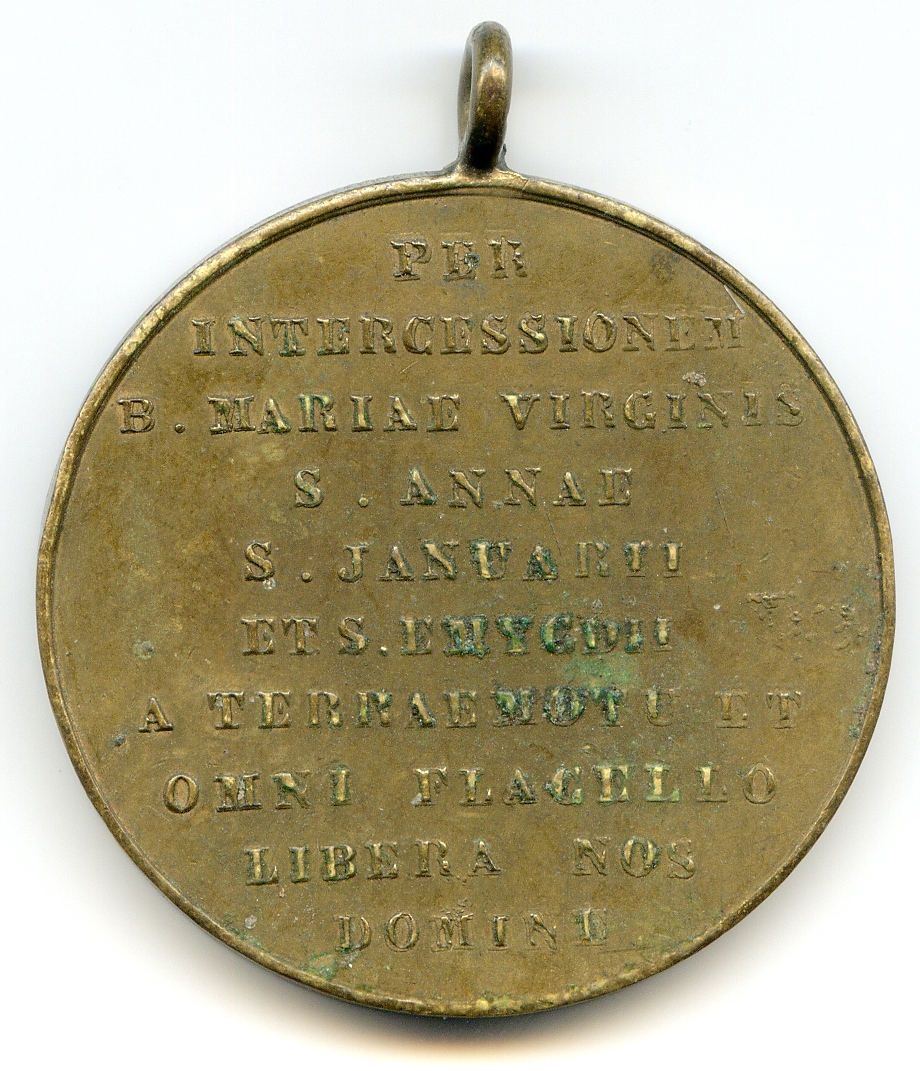 PER
INTERCESSIONEM
B. MARIAE VIRGINIS
S. ANNAE
S. JANUARII
ET S. EMYGDII
A TERRAEMOTU ET
OMNI FLAGELLO
LIBERA NOS
DOMINE